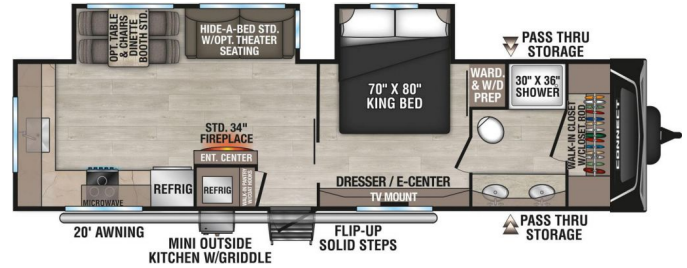 OPT. TABLE
& CHAIRS
DINETTE
BOOTH STD.
HIDE-A-BED STD.
W/OPT. THEATER
SEATING
70" X 80"
KING BED
PASS THRU
STORAGE
WARD.
& W/D
PREP
30" X 36"
SHOWER
WALK-IN CLOSET
W/CLOSET ROD
CONNECT
STD. 34"
FIREPLACE
ENT. CENTER
REFRIG
REFRIG
MICROWAVE
DRESSER / E-CENTER
TV MOUNT
20' AWNING
MINI OUTSIDE
KITCHEN W/GRIDDLE
FLIP-UP
SOLID STEPS
PASS THRU
STORAGE